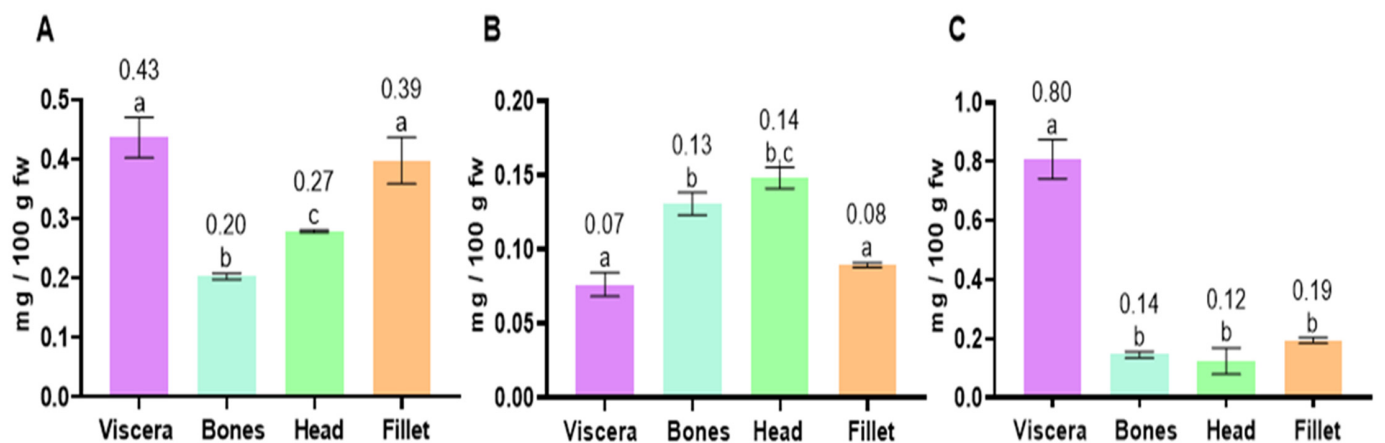 A
mg / 100 g fw
0.5
0.4
0.3
0.2
0.1
0.0
0.43
a
0.20
b
0.27
c
0.39
a
Viscera Bones Head Fillet
B
mg / 100 g fw
0.20
0.15
0.10
0.05
0.00
0.07
a
0.13
b
0.14
b,c
0.08
a
Viscera Bones Head Fillet
C
mg / 100 g fw
1.0
0.8
0.6
0.4
0.2
0.0
0.80
a
0.14
b
0.12
b
0.19
b
Viscera Bones Head Fillet